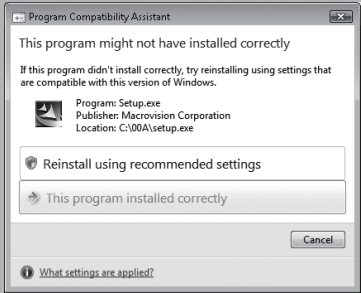 Program Compatibility Assistant
This program might not have installed correctly
If this program didn't install correctly, try reinstalling using settings that
are compatible with this version of Windows.
Program: Setup.exe
Publisher: Macrovision Corporation
Location: C:\00A\setup.exe
Reinstall using recommended settings
This program installed correctly
Cancel
What settings are applied?